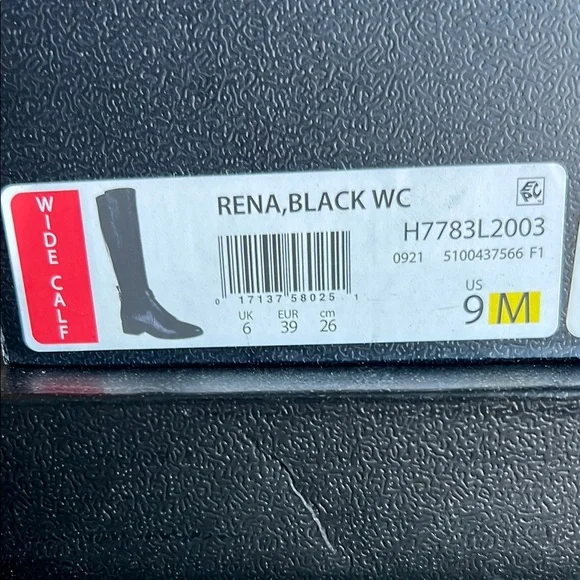 WIDE CALF
RENA,BLACK WC
H7783L2003
0921 5100437566 F1
0 17137 58025 1
UK EUR cm
6 39 26
US
9 M